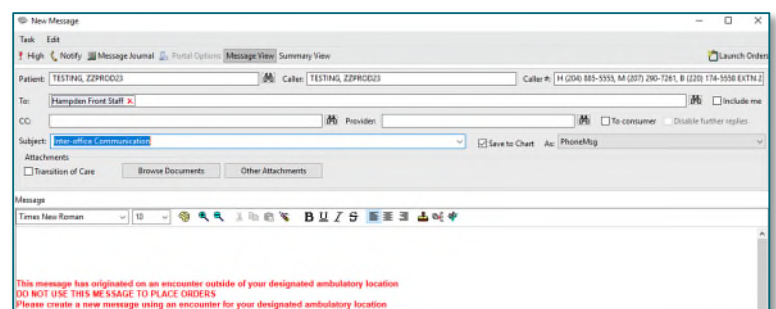 New Message
Task Edit
High Notify Message Journal Portal Options Message View Summary View Launch Orders
Patient: TESTING, ZZPROD23 Caller: TESTING, ZZPROD23 Caller #: H (204) 885-5555, M (207) 290-7261, B (220) 174-5558 EXTN:2
To: Hampden Front Staff x Include me
CC: Provider: To consumer Disable further replies
Subject: Inter-office Communication Save to Chart As: PhoneMsg
Attachments
Transition of Care Browse Documents Other Attachments
Message
Times New Roman 10 B U I S
This message has originated on an encounter outside of your designated ambulatory location
DO NOT USE THIS MESSAGE TO PLACE ORDERS
Please create a new message using an encounter for your designated ambulatory location